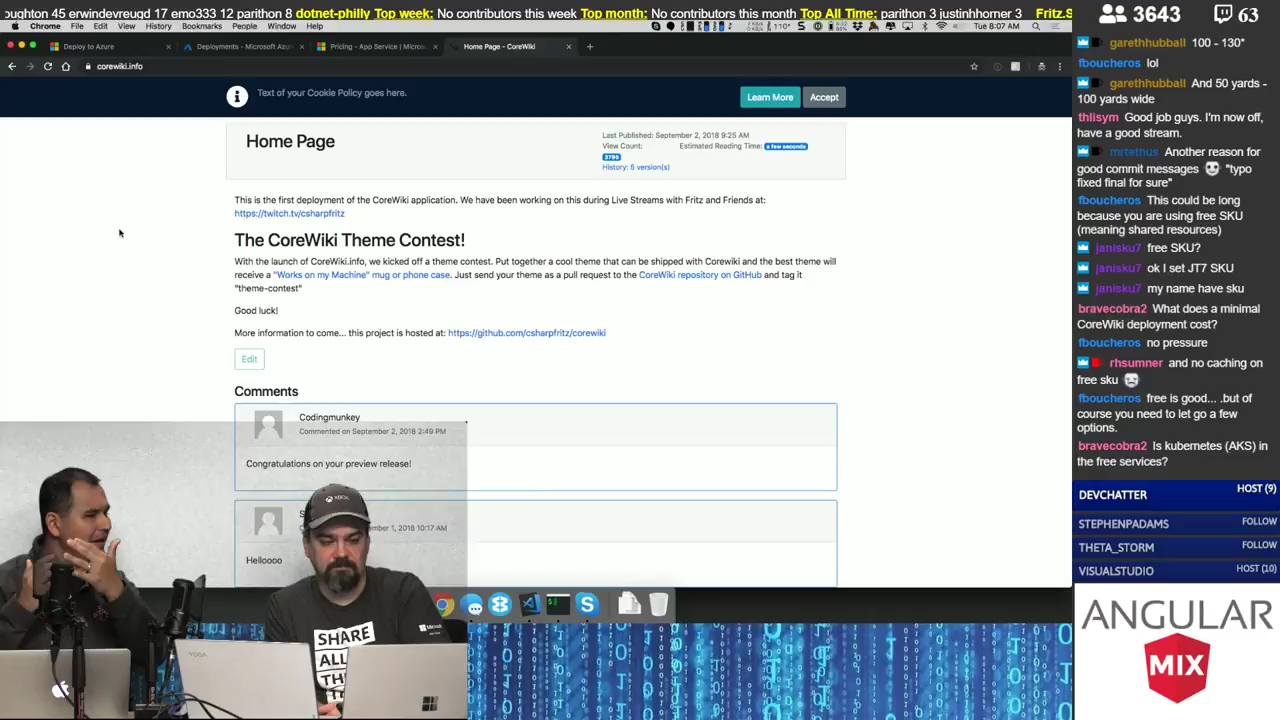 oughton 45 erwindevreugd 17 emo333 12 parithon 8 dotnet-philly Top week: No contributors this week Top month: No contributors this month Top All Time: parithon 3 justinhhorner 3 Fritz.S
Chrome File Edit View History Bookmarks People Window Help
Tue 8:07 AM
Deploy to Azure
Deployments - Microsoft Azu
Pricing - App Service | Micros
Home Page - CoreWiki
corewiki.info
Text of your Cookie Policy goes here.
Learn More
Accept
Home Page
Last Published: September 2, 2018 9:25 AM
View Count:
3795
Estimated Reading Time: a few seconds
History: 5 version(s)
This is the first deployment of the CoreWiki application. We have been working on this during Live Streams with Fritz and Friends at:
https://twitch.tv/csharpfritz
The CoreWiki Theme Contest!
With the launch of CoreWiki.info, we kicked off a theme contest. Put together a cool theme that can be shipped with Corewiki and the best theme will
receive a "Works on my Machine" mug or phone case. Just send your theme as a pull request to the CoreWiki repository on GitHub and tag it
"theme-contest"
Good luck!
More information to come... this project is hosted at: https://github.com/csharpfritz/corewiki
Edit
Comments
Codingmunkey
Commented on September 2, 2018 2:49 PM
Congratulations on your preview release!
1, 2018 10:17 AM
Helloooo
XBOX
SHARE
ALL
THE
Microsoft
YOGA
3643
63
garethhubball 100 - 130*
fboucheros lol
garethhubball And 50 yards -
100 yards wide
thlisym Good job guys. I'm now off,
have a good stream.
mrtethus Another reason for
good commit messages "typo
fixed final for sure"
fboucheros This could be long
because you are using free SKU
(meaning shared resources)
janisku7 free SKU?
janisku7 ok I set JT7 SKU
janisku7 my name have sku
bravecobra2 What does a minimal
CoreWiki deployment cost?
fboucheros no pressure
rhsumner and no caching on
free sku
fboucheros free is good... .but of
course you need to let go a few
options.
bravecobra2 Is kubernetes (AKS) in
the free services?
DEVCHATTER HOST (9)
STEPHENPADAMS FOLLOW
THETA_STORM FOLLOW
VISUALSTUDIO HOST (10)
ANGULAR
MIX